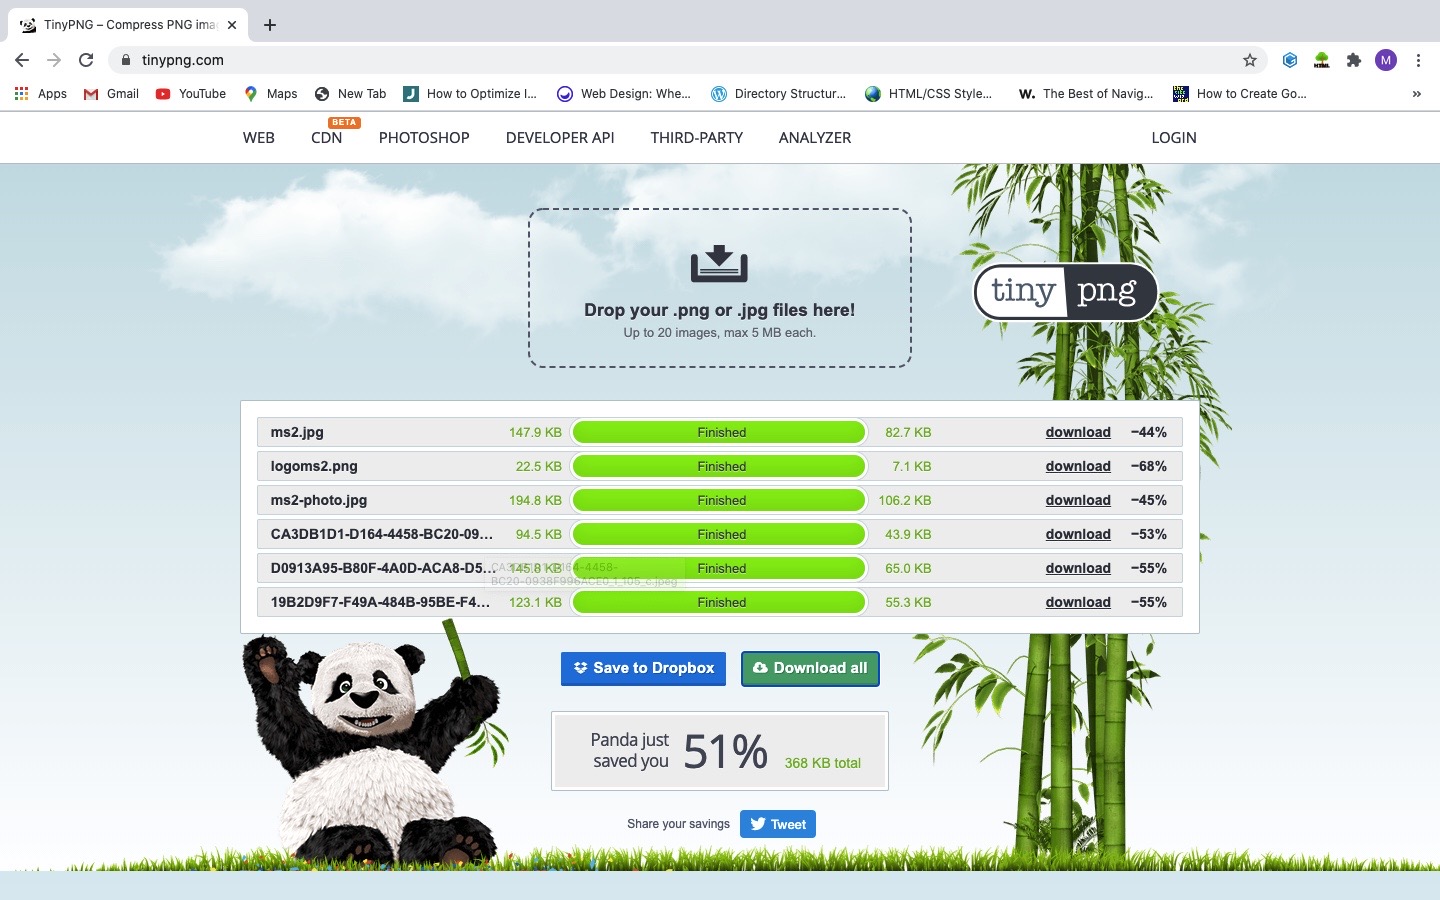 TinyPNG – Compress PNG ima
tinypng.com
M
Apps Gmail YouTube Maps New Tab How to Optimize I... Web Design: Whe... Directory Structur... HTML/CSS Style... The Best of Navig... How to Create Go... »
WEB CDN BETA PHOTOSHOP DEVELOPER API THIRD-PARTY ANALYZER LOGIN
Drop your .png or .jpg files here!
Up to 20 images, max 5 MB each.
tiny png
ms2.jpg 147.9 KB Finished 82.7 KB download −44%
logoms2.png 22.5 KB Finished 7.1 KB download −68%
ms2-photo.jpg 194.8 KB Finished 106.2 KB download −45%
CA3DB1D1-D164-4458-BC20-09... 94.5 KB Finished 43.9 KB download −53%
D0913A95-B80F-4A0D-ACA8-D5... 145.8 KB Finished 65.0 KB download −55%
19B2D9F7-F49A-484B-95BE-F4... 123.1 KB Finished 55.3 KB download −55%
Save to Dropbox Download all
Panda just
saved you 51% 368 KB total
Share your savings Tweet